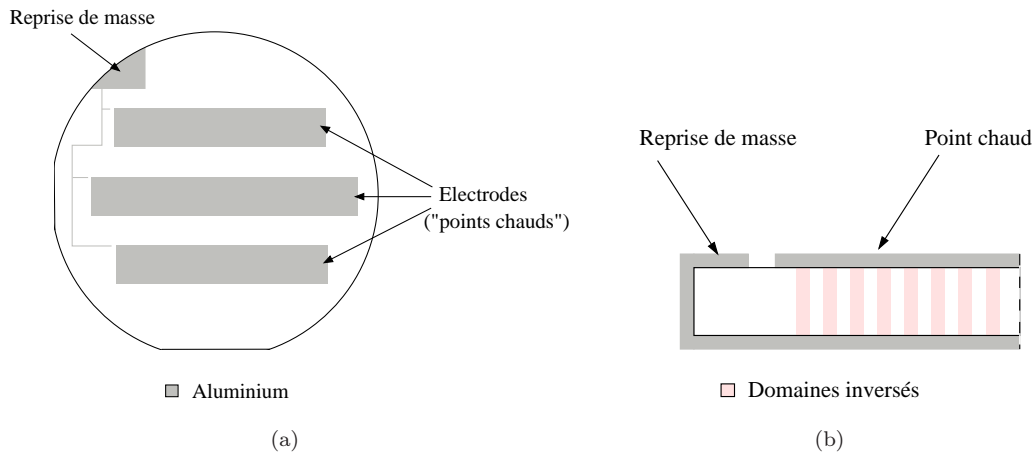 Reprise de masse
Electrodes
("points chauds")
Aluminium
(a)
Reprise de masse
Point chaud
Domaines inversés
(b)